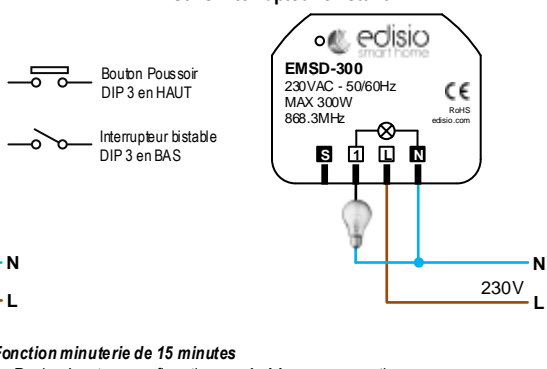 edisio
smart home
EMSD-300
230VAC - 50/60Hz
MAX 300W
868.3MHz
CE
RoHS
edisio.com
S 1 L N
Bouton Poussoir
DIP 3 en HAUT
Interrupteur bistable
DIP 3 en BAS
N
L
N
230V
L
Fonction minuterie de 15 minutes